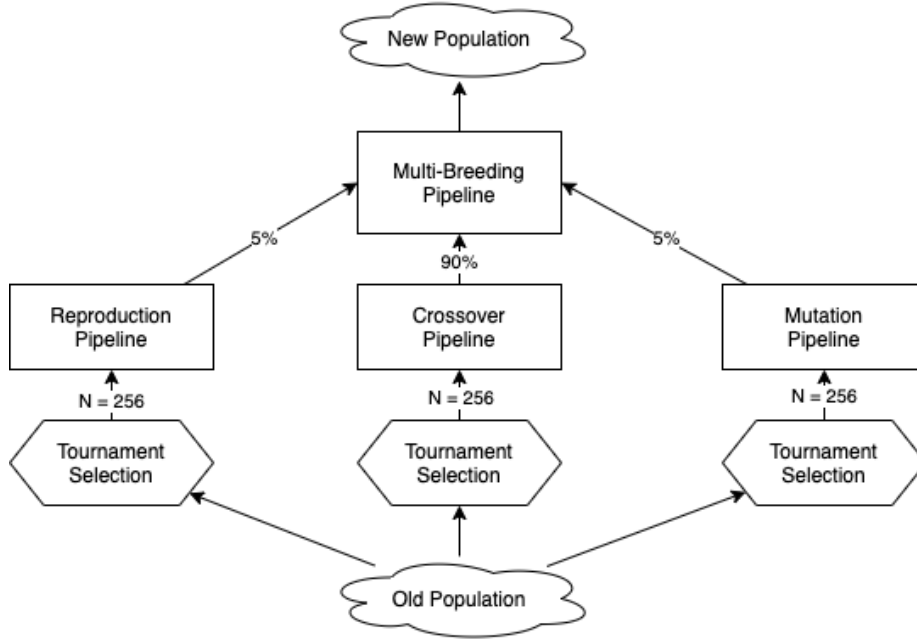 New Population
Multi-Breeding
Pipeline
5%
90%
5%
Reproduction
Pipeline
Crossover
Pipeline
Mutation
Pipeline
N = 256
N = 256
N = 256
Tournament
Selection
Tournament
Selection
Tournament
Selection
Old Population